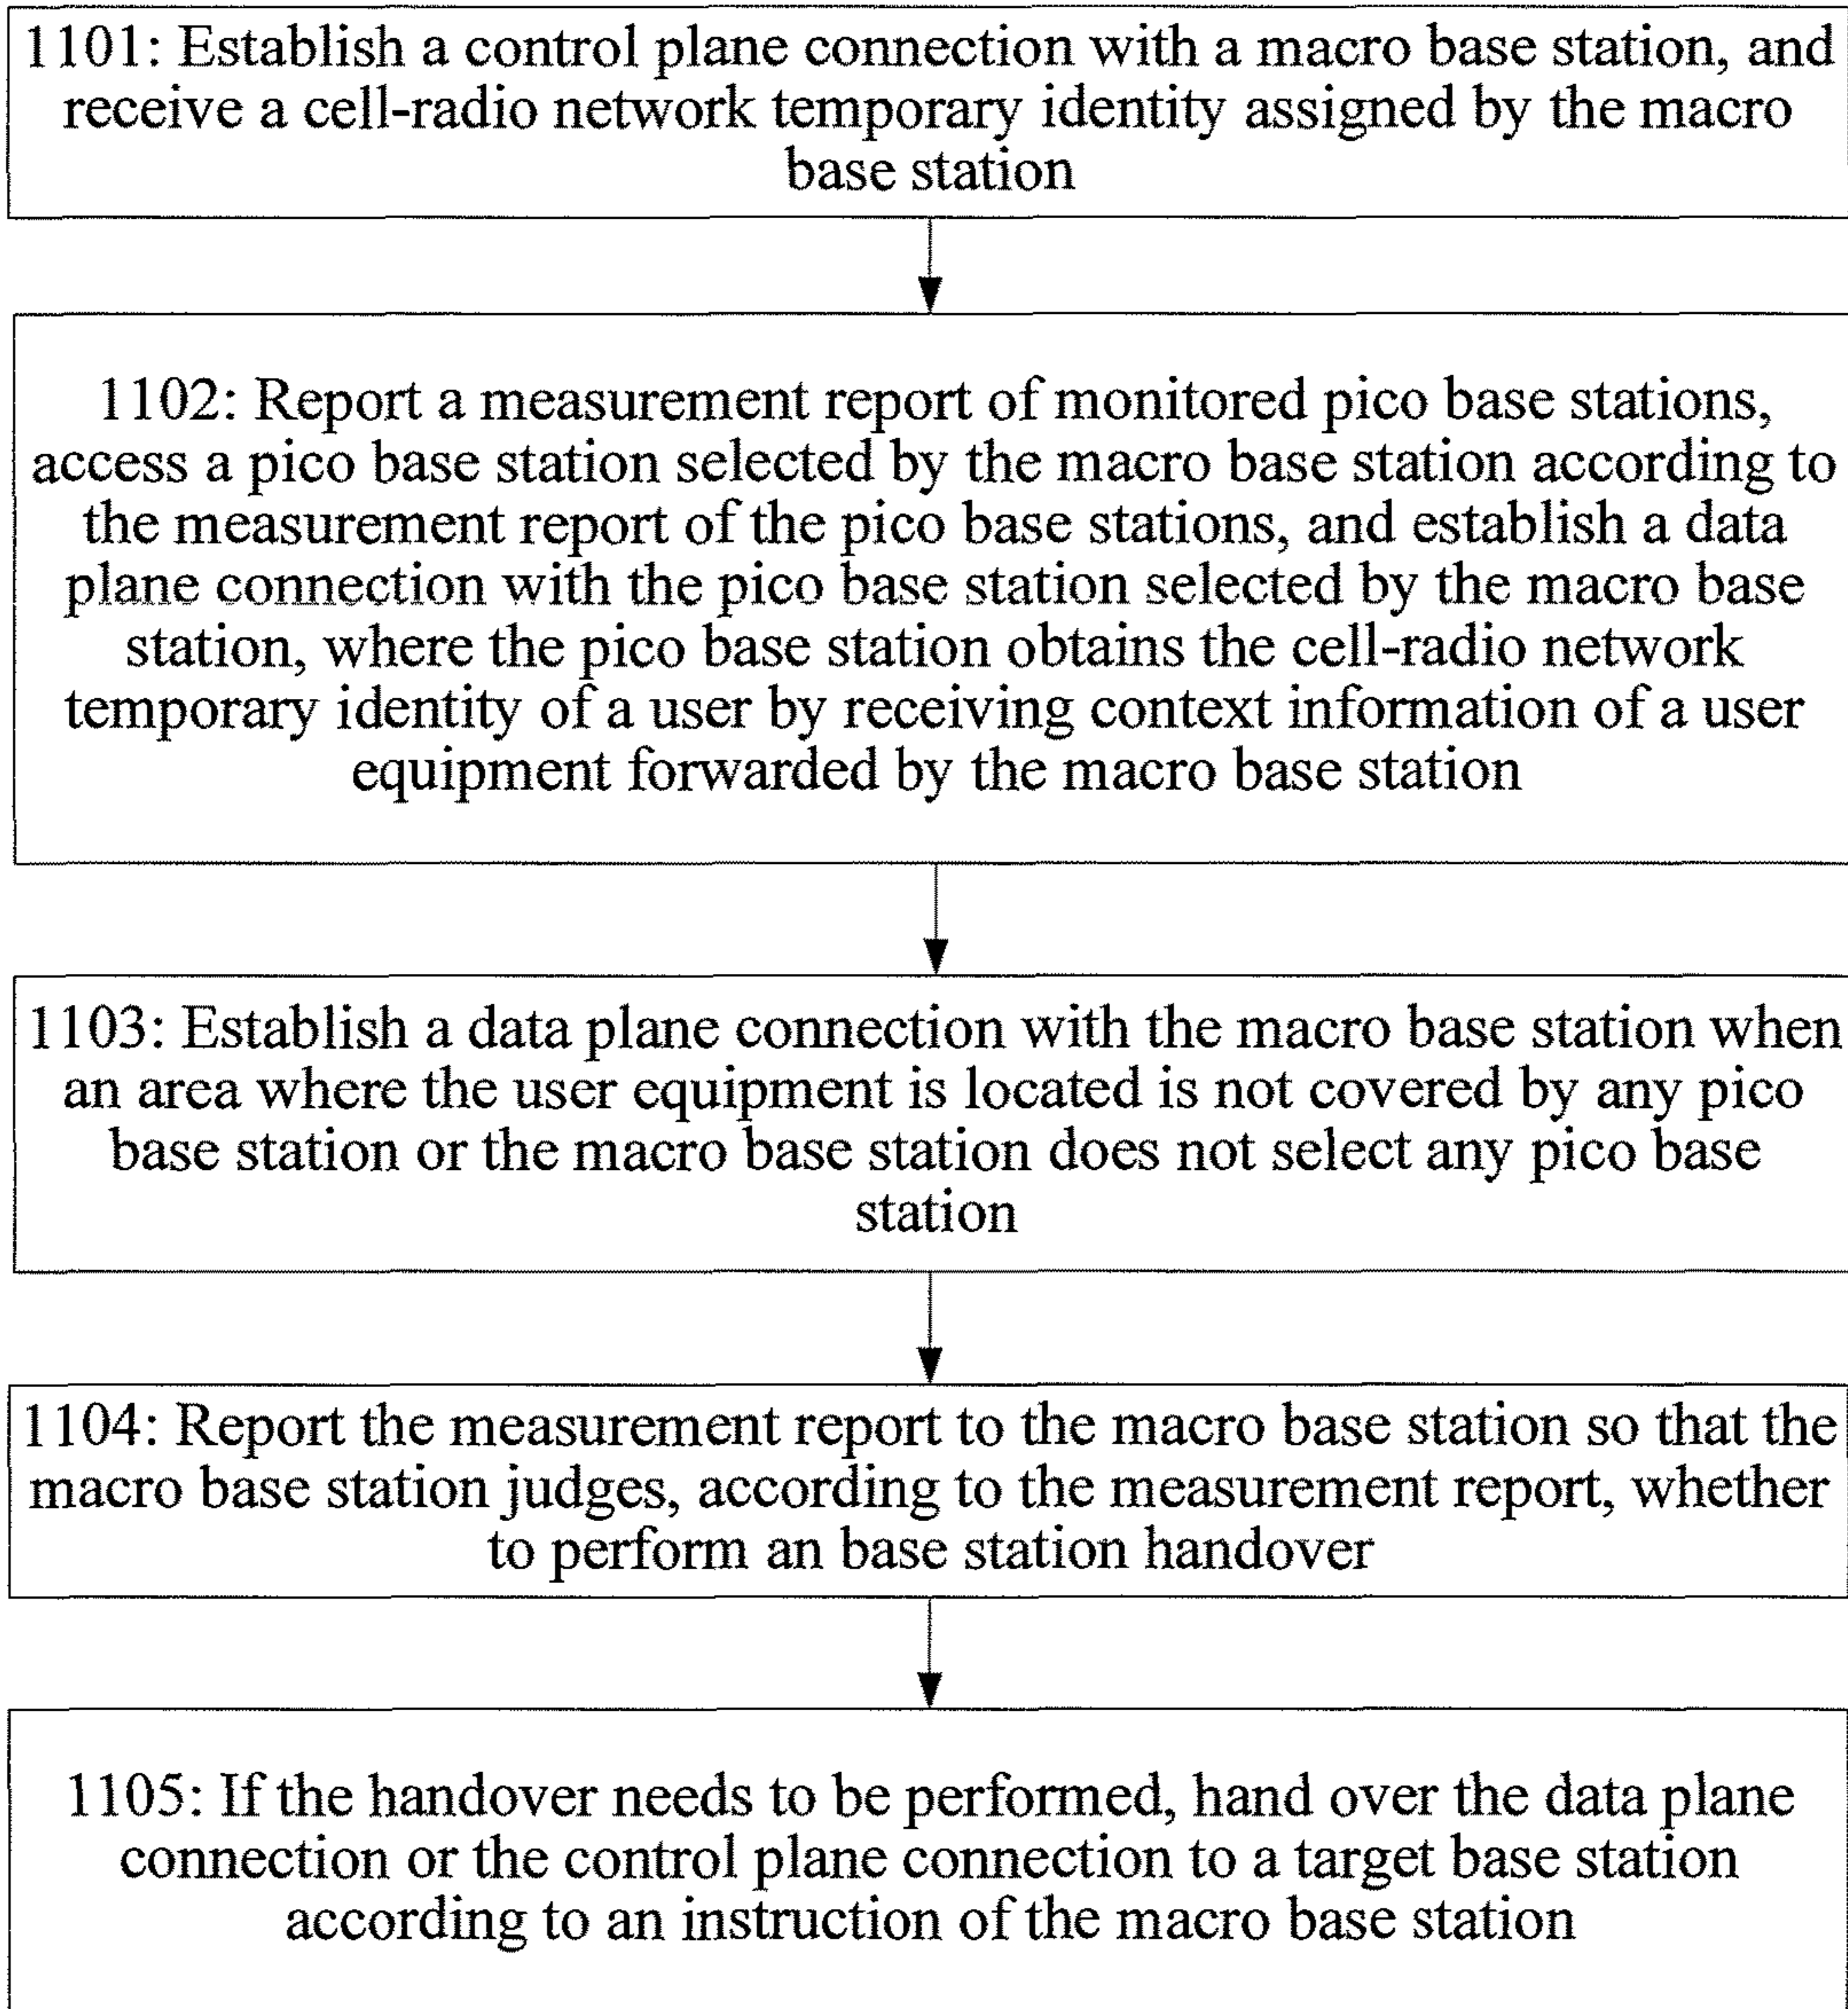 1101: Establish a control plane connection with a macro base station, and
receive a cell-radio network temporary identity assigned by the macro
base station
1102: Report a measurement report of monitored pico base stations,
access a pico base station selected by the macro base station according to
the measurement report of the pico base stations, and establish a data
plane connection with the pico base station selected by the macro base
station, where the pico base station obtains the cell-radio network
temporary identity of a user by receiving context information of a user
equipment forwarded by the macro base station
1103: Establish a data plane connection with the macro base station when
an area where the user equipment is located is not covered by any pico
base station or the macro base station does not select any pico base
station
1104: Report the measurement report to the macro base station so that the
macro base station judges, according to the measurement report, whether
to perform an base station handover
1105: If the handover needs to be performed, hand over the data plane
connection or the control plane connection to a target base station
according to an instruction of the macro base station